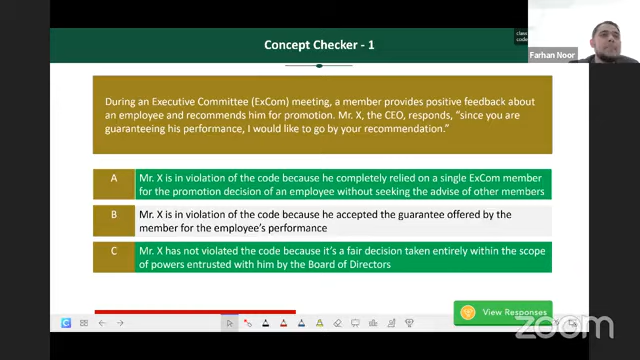 Concept Checker - 1
class
code
Farhan Noor
During an Executive Committee (ExCom) meeting, a member provides positive feedback about
an employee and recommends him for promotion. Mr. X, the CEO, responds, “since you are
guaranteeing his performance, I would like to go by your recommendation.”
A
Mr. X is in violation of the code because he completely relied on a single ExCom member
for the promotion decision of an employee without seeking the advise of other members
B
Mr. X is in violation of the code because he accepted the guarantee offered by the
member for the employee’s performance
C
Mr. X has not violated the code because it’s a fair decision taken entirely within the scope
of powers entrusted with him by the Board of Directors
View Responses
zoom